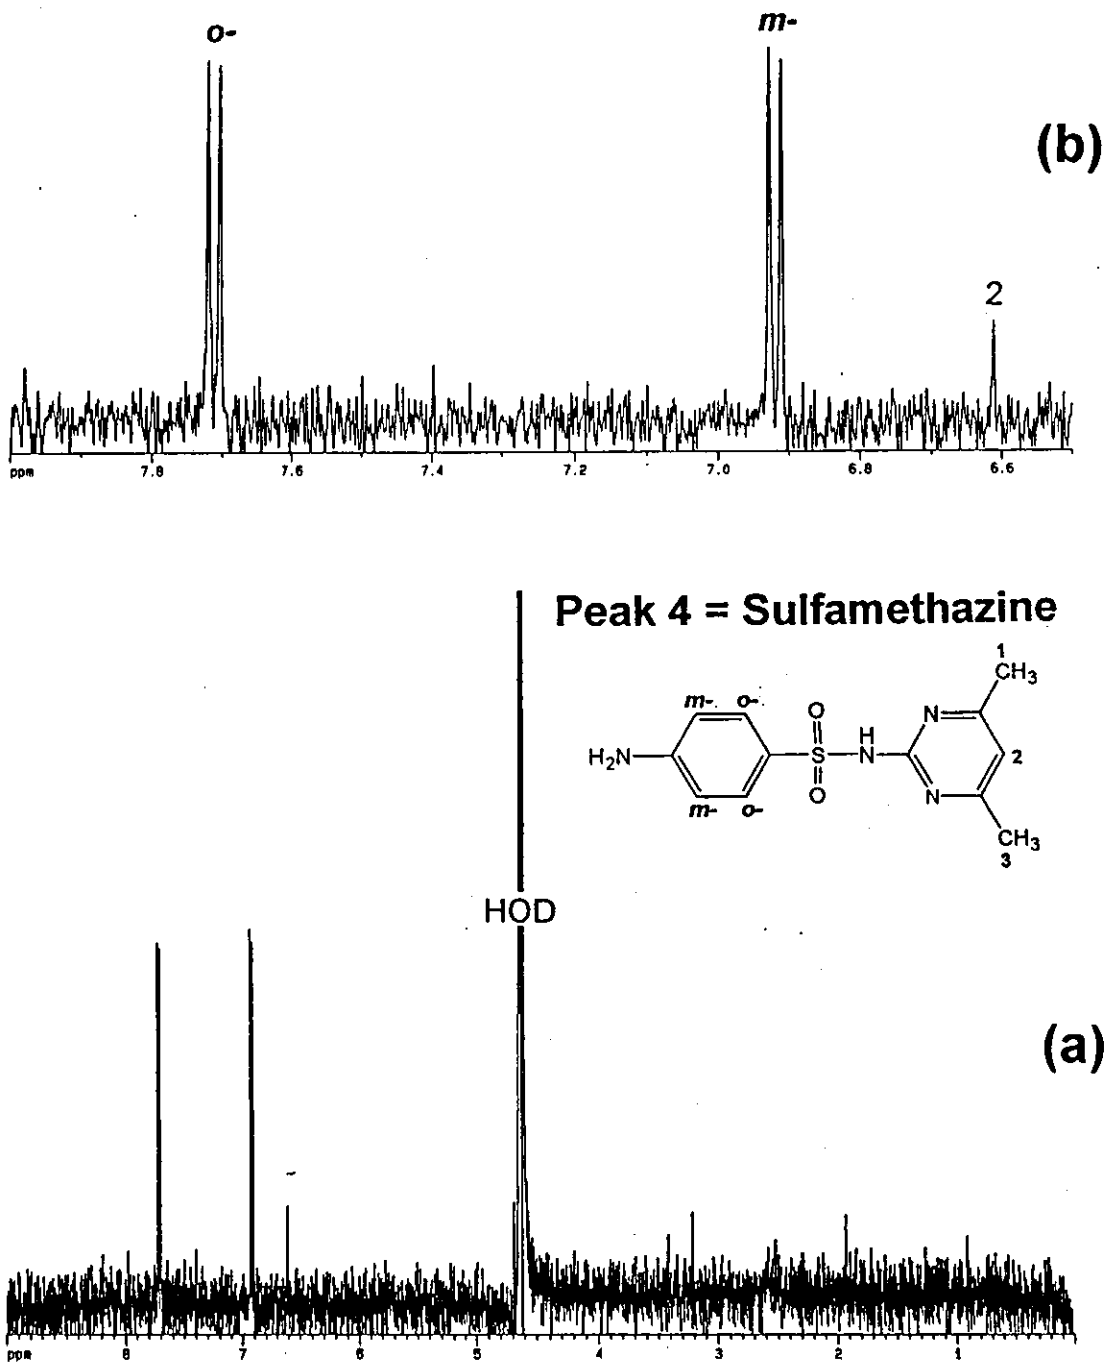 o-
m-
(b)
2
ppm 7.8 7.6 7.4 7.2 7.0 6.8 6.6
Peak 4 = Sulfamethazine
1
CH3
m- o- O N
H
H2N S N 2
O N
m- o- CH3
3
HOD
(a)
ppm 8 7 6 5 4 3 2 1